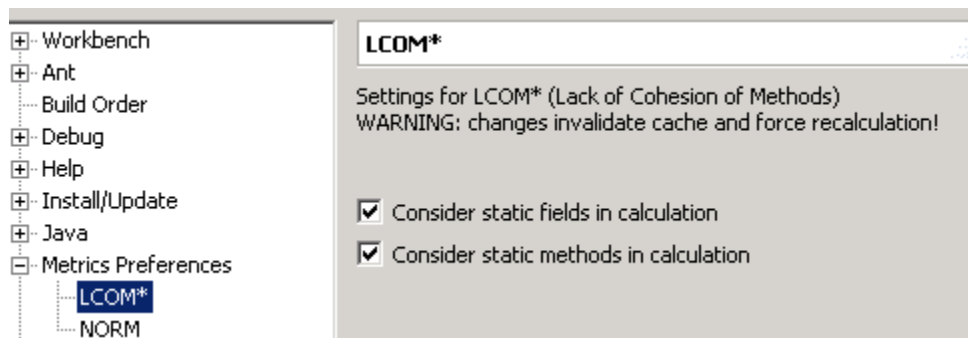 Workbench
Ant
Build Order
Debug
Help
Install/Update
Java
Metrics Preferences
LCOM*
NORM
LCOM*
Settings for LCOM* (Lack of Cohesion of Methods)
WARNING: changes invalidate cache and force recalculation!
Consider static fields in calculation
Consider static methods in calculation